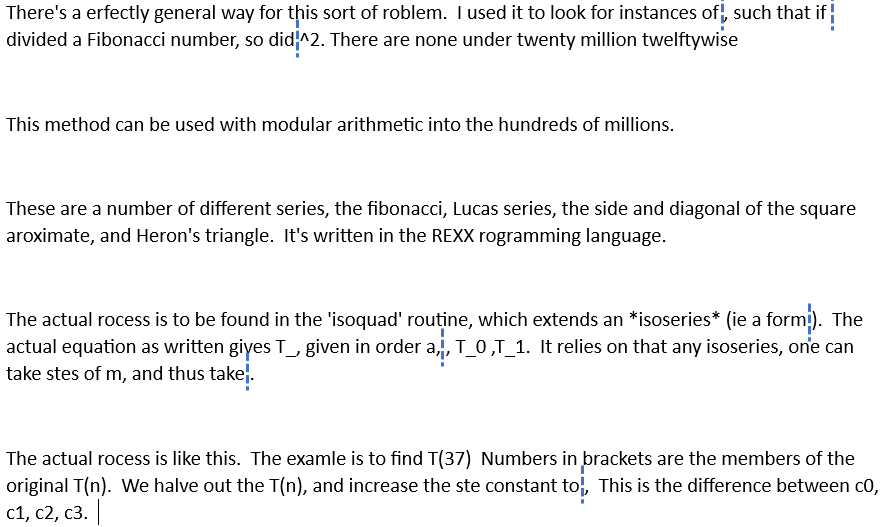 There's a erfectly general way for this sort of roblem.  I used it to look for instances of , such that if
divided a Fibonacci number, so did ^2. There are none under twenty million twelftywise
This method can be used with modular arithmetic into the hundreds of millions.
These are a number of different series, the fibonacci, Lucas series, the side and diagonal of the square
aroximate, and Heron's triangle.  It's written in the REXX rogramming language.
The actual rocess is to be found in the 'isoquad' routine, which extends an *isoseries* (ie a form ).  The
actual equation as written gives T_, given in order a, , T_0 ,T_1.  It relies on that any isoseries, one can
take stes of m, and thus take .
The actual rocess is like this.  The examle is to find T(37)  Numbers in brackets are the members of the
original T(n).  We halve out the T(n), and increase the ste constant to ,  This is the difference between c0,
c1, c2, c3.